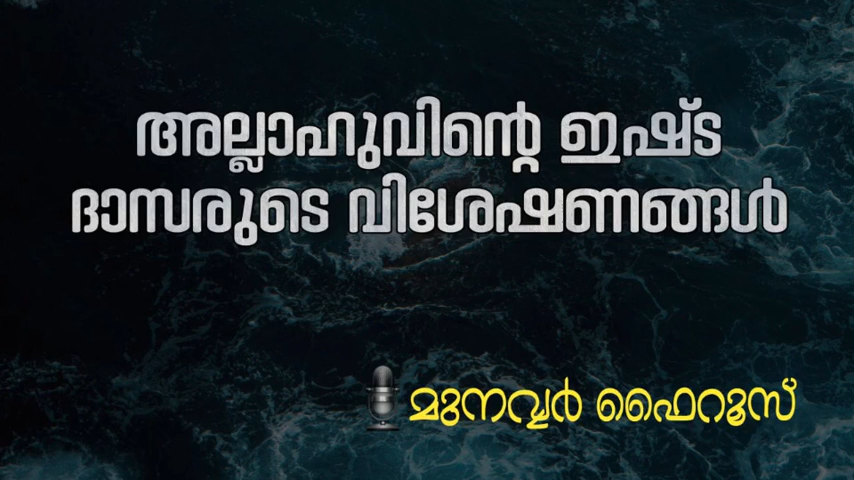 അല്ലാഹുവിന്റെ ഇഷ്ട
ദാസരുടെ വിശേഷണങ്ങൾ
മുനവ്വർ ഫൈറൂസ്